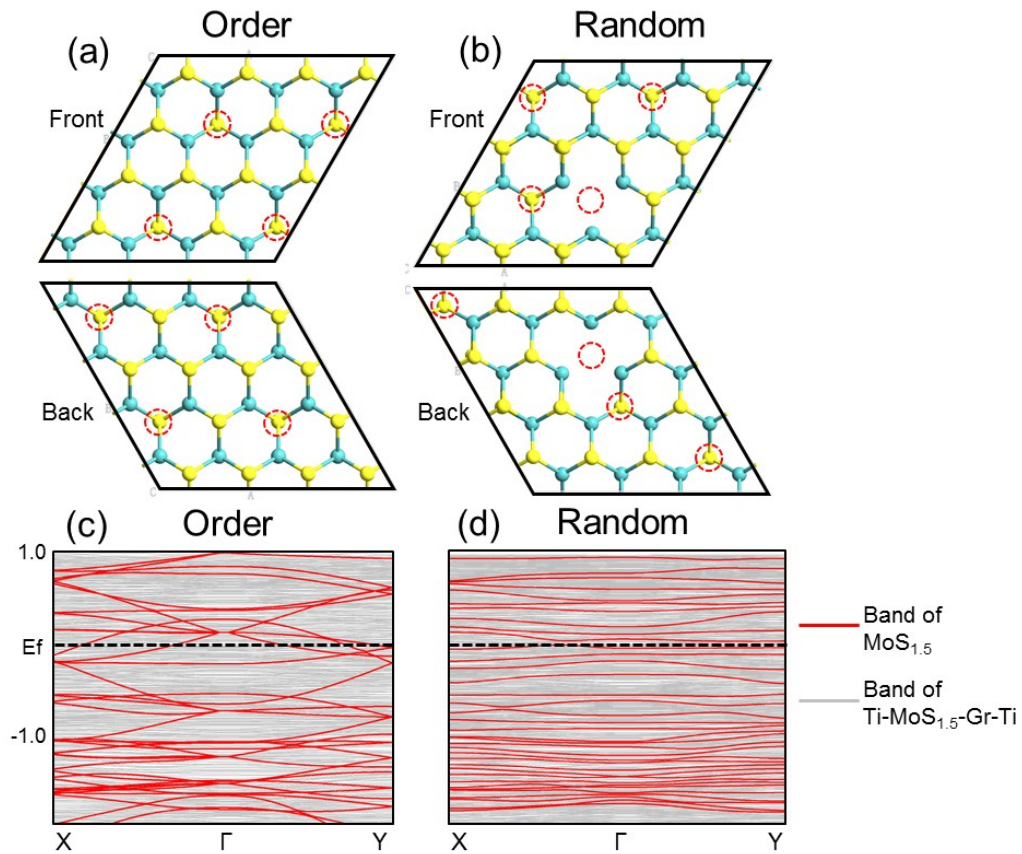 Order
Random
(a)
(b)
Front
Front
Back
Back
C
A
B
B
C
A
C
B
B
C
A
Order
Random
(c)
(d)
1.0
Ef
-1.0
X
Γ
Y
X
Γ
Y
Band of
MoS1.5
Band of
Ti-MoS1.5-Gr-Ti